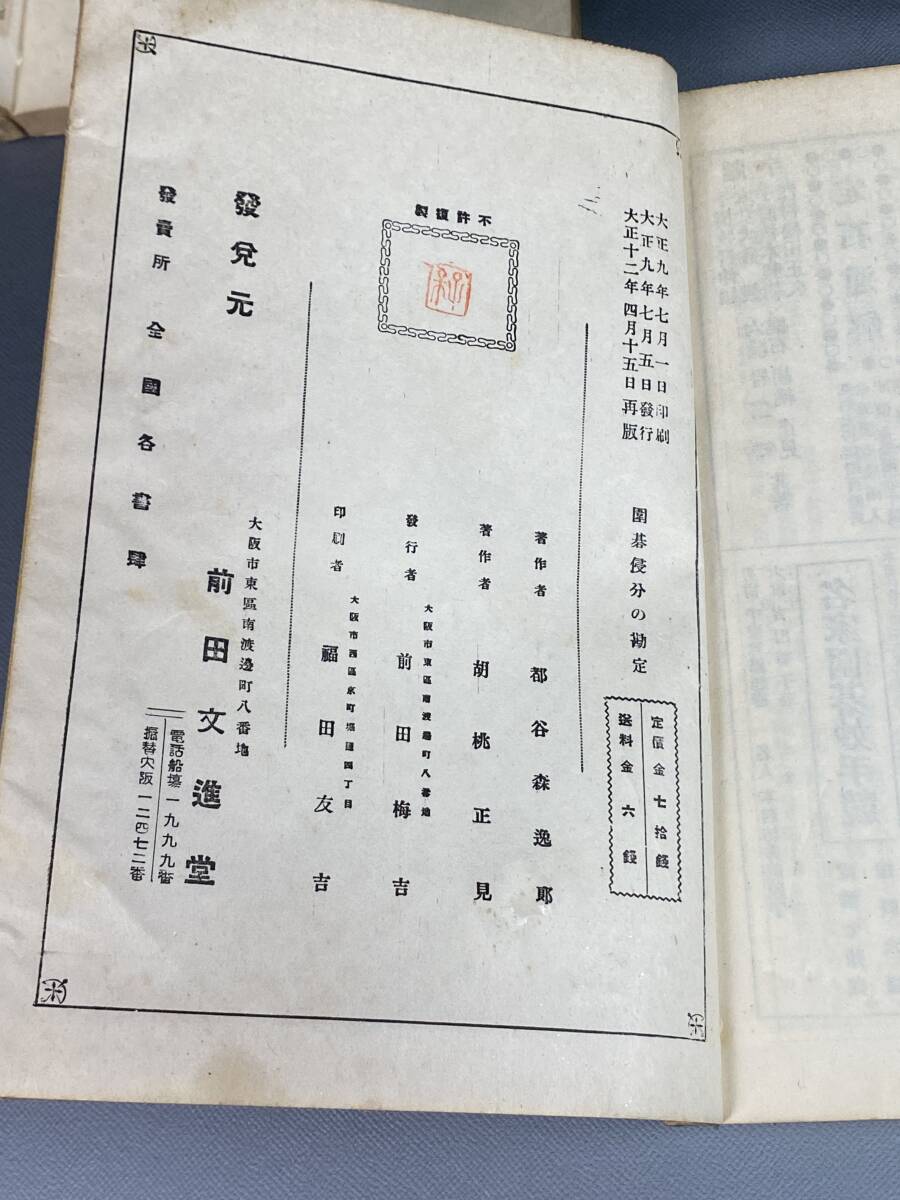 大正九年七月一日印刷
大正九年七月五日發行
大正十二年四月十五日再版
圍碁侵分の勘定
定價金七拾錢
送料金六錢
不許復製
著作者 都谷森逸郎
著作者 胡桃正見
大阪市東區南渡邊町八番地
發行者 前田梅吉
大阪市西區京町堀通四丁目
印刷者 福田友吉
大阪市東區南渡邊町八番地
發兌元 前田文進堂
電話船場一九九九番
振替大阪一二四七二番
發賣所 全國各書肆